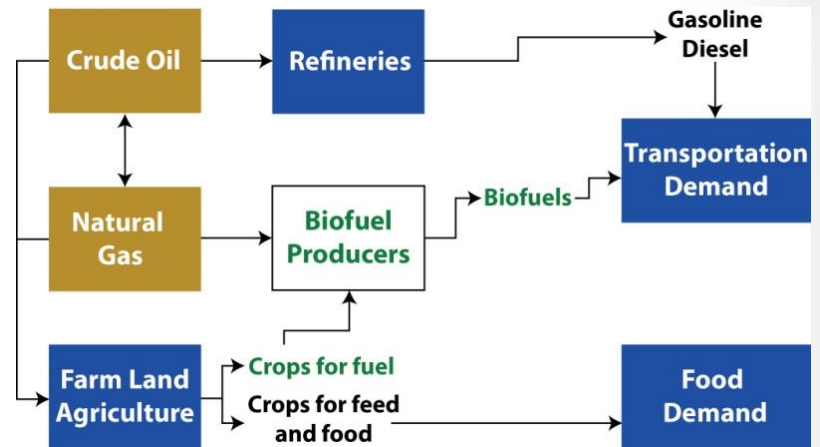 Crude Oil
Refineries
Gasoline
Diesel
Natural
Gas
Biofuel
Producers
Biofuels
Transportation
Demand
Farm Land
Agriculture
Crops for fuel
Crops for feed
and food
Food
Demand